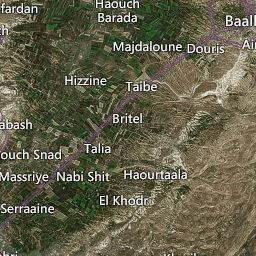 Haouch
Barada
fardan
Baall
Majdaloune
Douris
Ai
Hizzine
Taibe
Britel
abash
Talia
ouch Snad
Massriye
Nabi Shit
Haourtaala
El Khodr
Serraaine